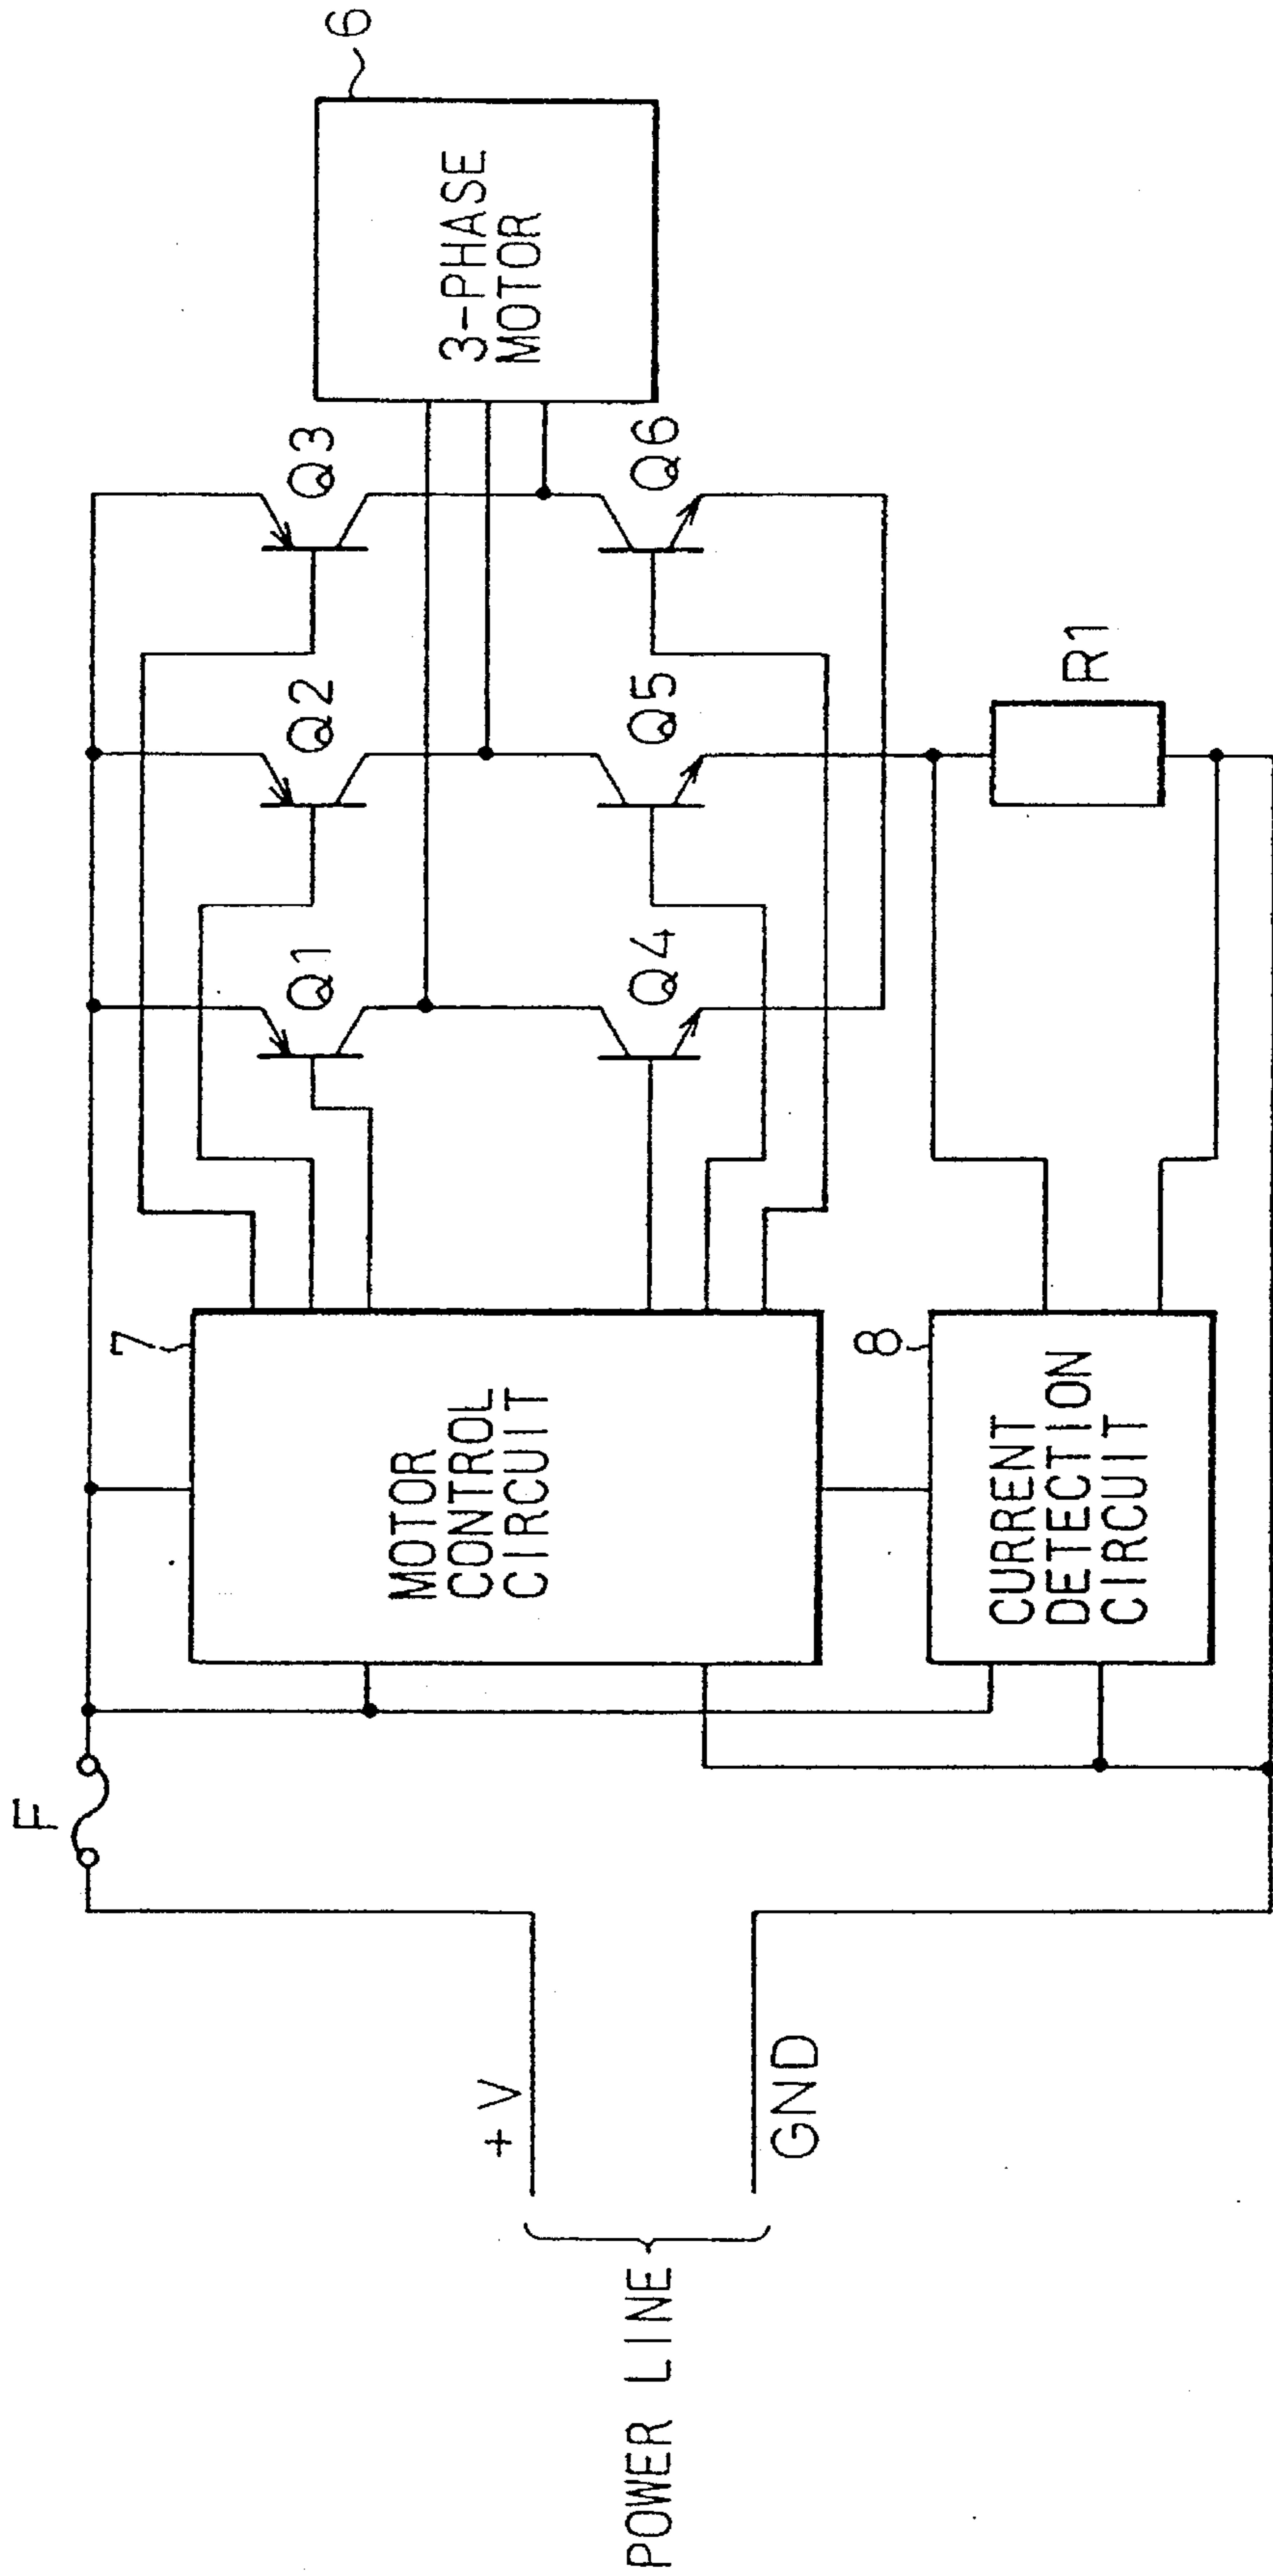 F
+V
GND
POWER LINE
7
MOTOR
CONTROL
CIRCUIT
8
CURRENT
DETECTION
CIRCUIT
Q1
Q2
Q3
Q4
Q5
Q6
R1
6
3-PHASE
MOTOR